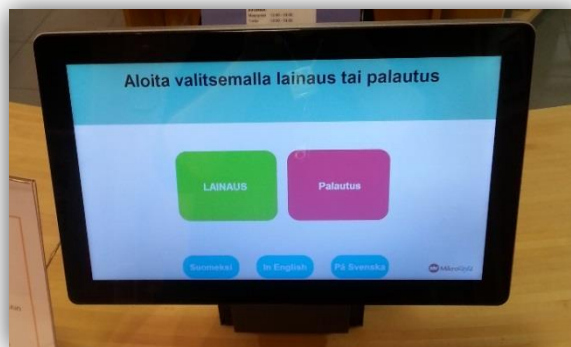 Aloita valitsemalla lainaus tai palautus
LAINAUS
Palautus
Suomeksi
In English
På Svenska